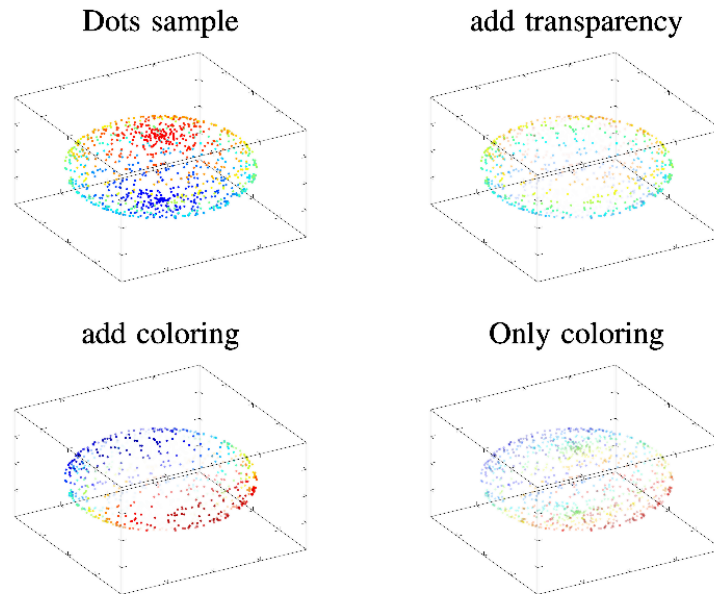 Dots sample
add transparency
add coloring
Only coloring